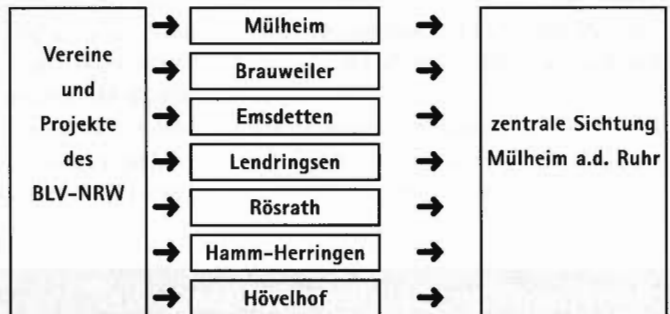 Vereine
und
Projekte
des
BLV-NRW
Mülheim
Brauweiler
Emsdetten
Lendringsen
Rösrath
Hamm-Herringen
Hövelhof
zentrale Sichtung
Mülheim a.d. Ruhr